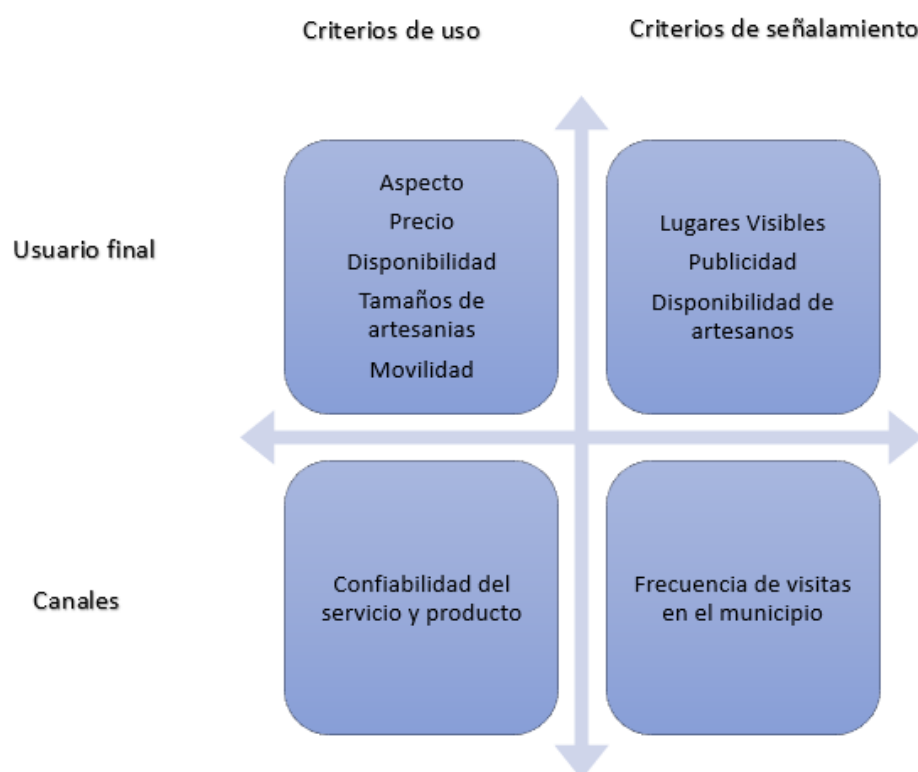 Criterios de uso
Criterios de señalamiento
Usuario final
Aspecto
Precio
Disponibilidad
Tamaños de
artesanias
Movilidad
Lugares Visibles
Publicidad
Disponibilidad de
artesanos
Canales
Confiabilidad del
servicio y producto
Frecuencia de visitas
en el municipio